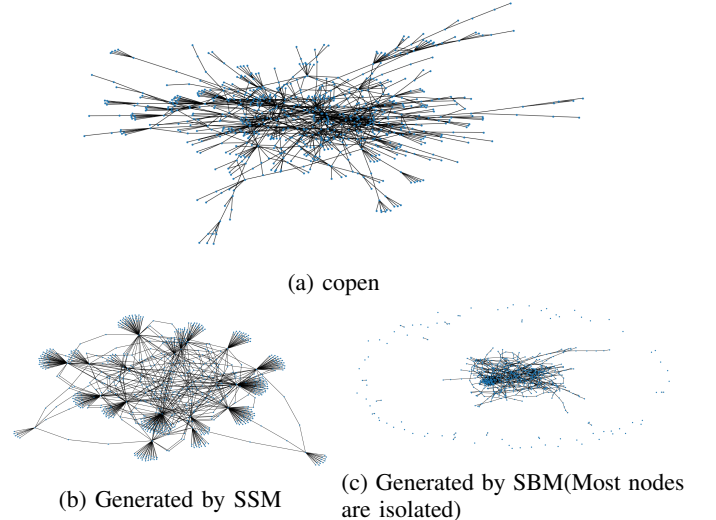 (a) copen
(b) Generated by SSM
(c) Generated by SBM(Most nodes
are isolated)